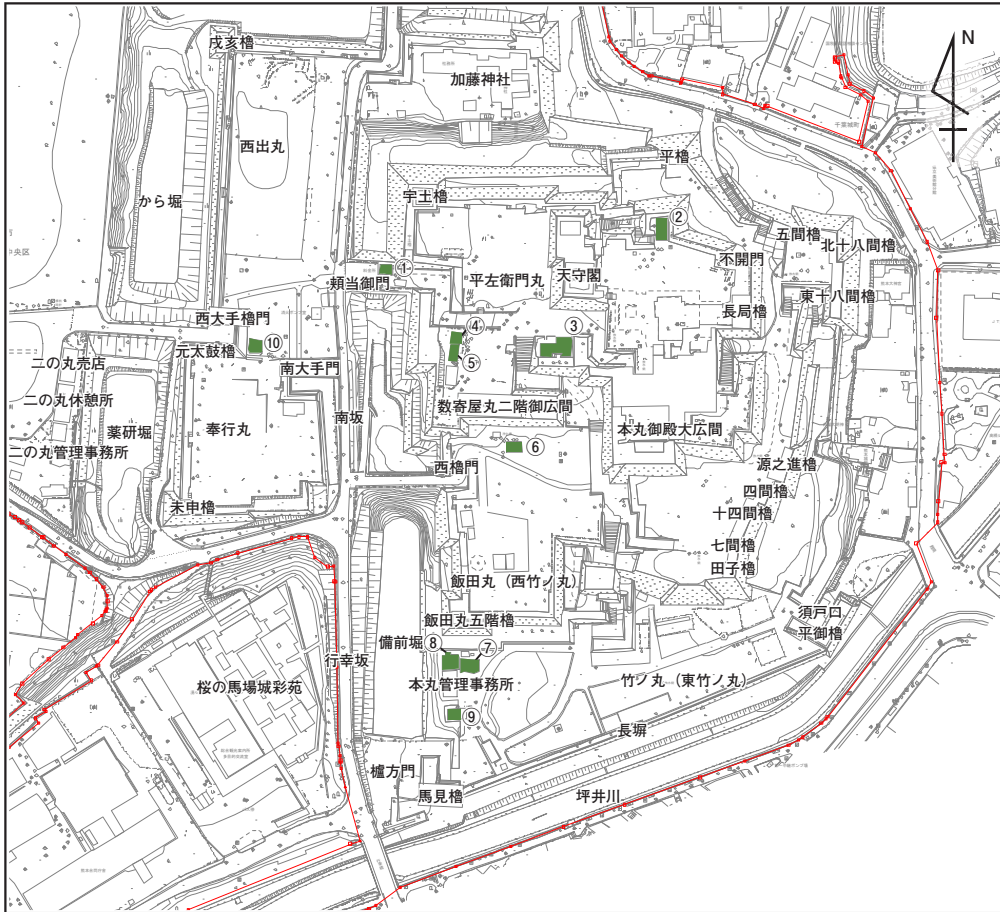 戌亥櫓
加藤神社
N
千葉城町
西出丸
平櫓
から堀
宇土櫓
②
五間櫓
北十八間櫓
中央区
不開門
①
平左衛門丸
天守閣
頬当御門
東十八間櫓
長局櫓
西大手櫓門
④
③
元太鼓櫓
⑩
⑤
二の丸売店
南大手門
二の丸休憩所
数寄屋丸二階御広間
薬研堀
奉行丸
南坂
本丸御殿大広間
二の丸管理事務所
⑥
西櫓門
源之進櫓
四間櫓
未申櫓
十四間櫓
七間櫓
田子櫓
飯田丸（西竹ノ丸）
須戸口
平御櫓
飯田丸五階櫓
備前堀
⑧
⑦
行幸坂
本丸管理事務所
竹ノ丸（東竹ノ丸）
桜の馬場城彩苑
⑨
長塀
櫨方門
馬見櫓
坪井川